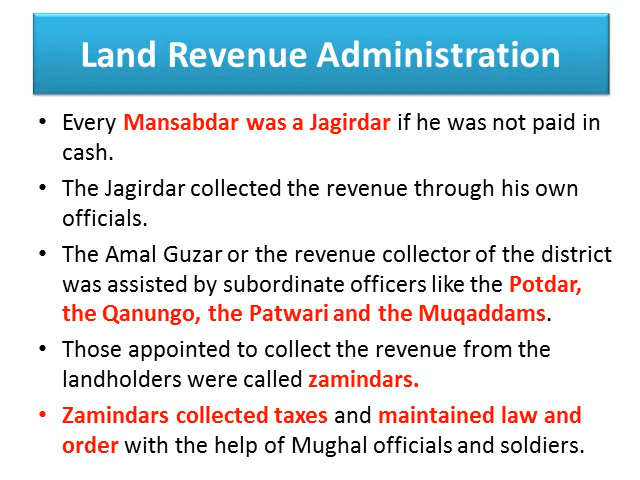 Land Revenue Administration
• Every Mansabdar was a Jagirdar if he was not paid in
cash.
• The Jagirdar collected the revenue through his own
officials.
• The Amal Guzar or the revenue collector of the district
was assisted by subordinate officers like the Potdar,
the Qanungo, the Patwari and the Muqaddams.
• Those appointed to collect the revenue from the
landholders were called zamindars.
• Zamindars collected taxes and maintained law and
order with the help of Mughal officials and soldiers.